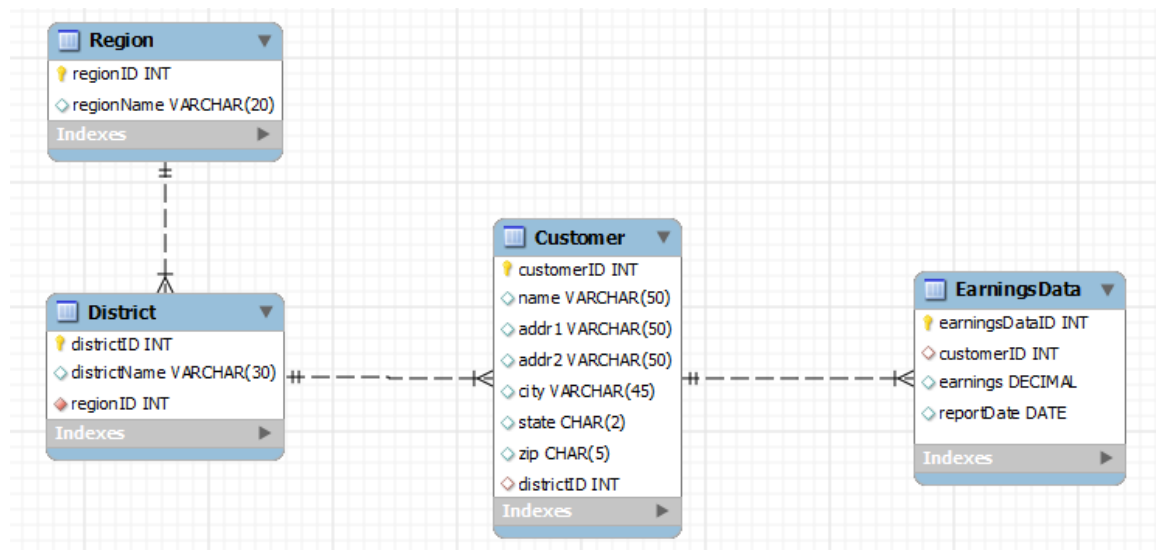 Region
regionID INT
regionName VARCHAR(20)
Indexes
District
districtID INT
districtName VARCHAR(30)
regionID INT
Indexes
Customer
customerID INT
name VARCHAR(50)
addr1 VARCHAR(50)
addr2 VARCHAR(50)
city VARCHAR(45)
state CHAR(2)
zip CHAR(5)
districtID INT
Indexes
EarningsData
earningsDataID INT
customerID INT
earnings DECIMAL
reportDate DATE
Indexes